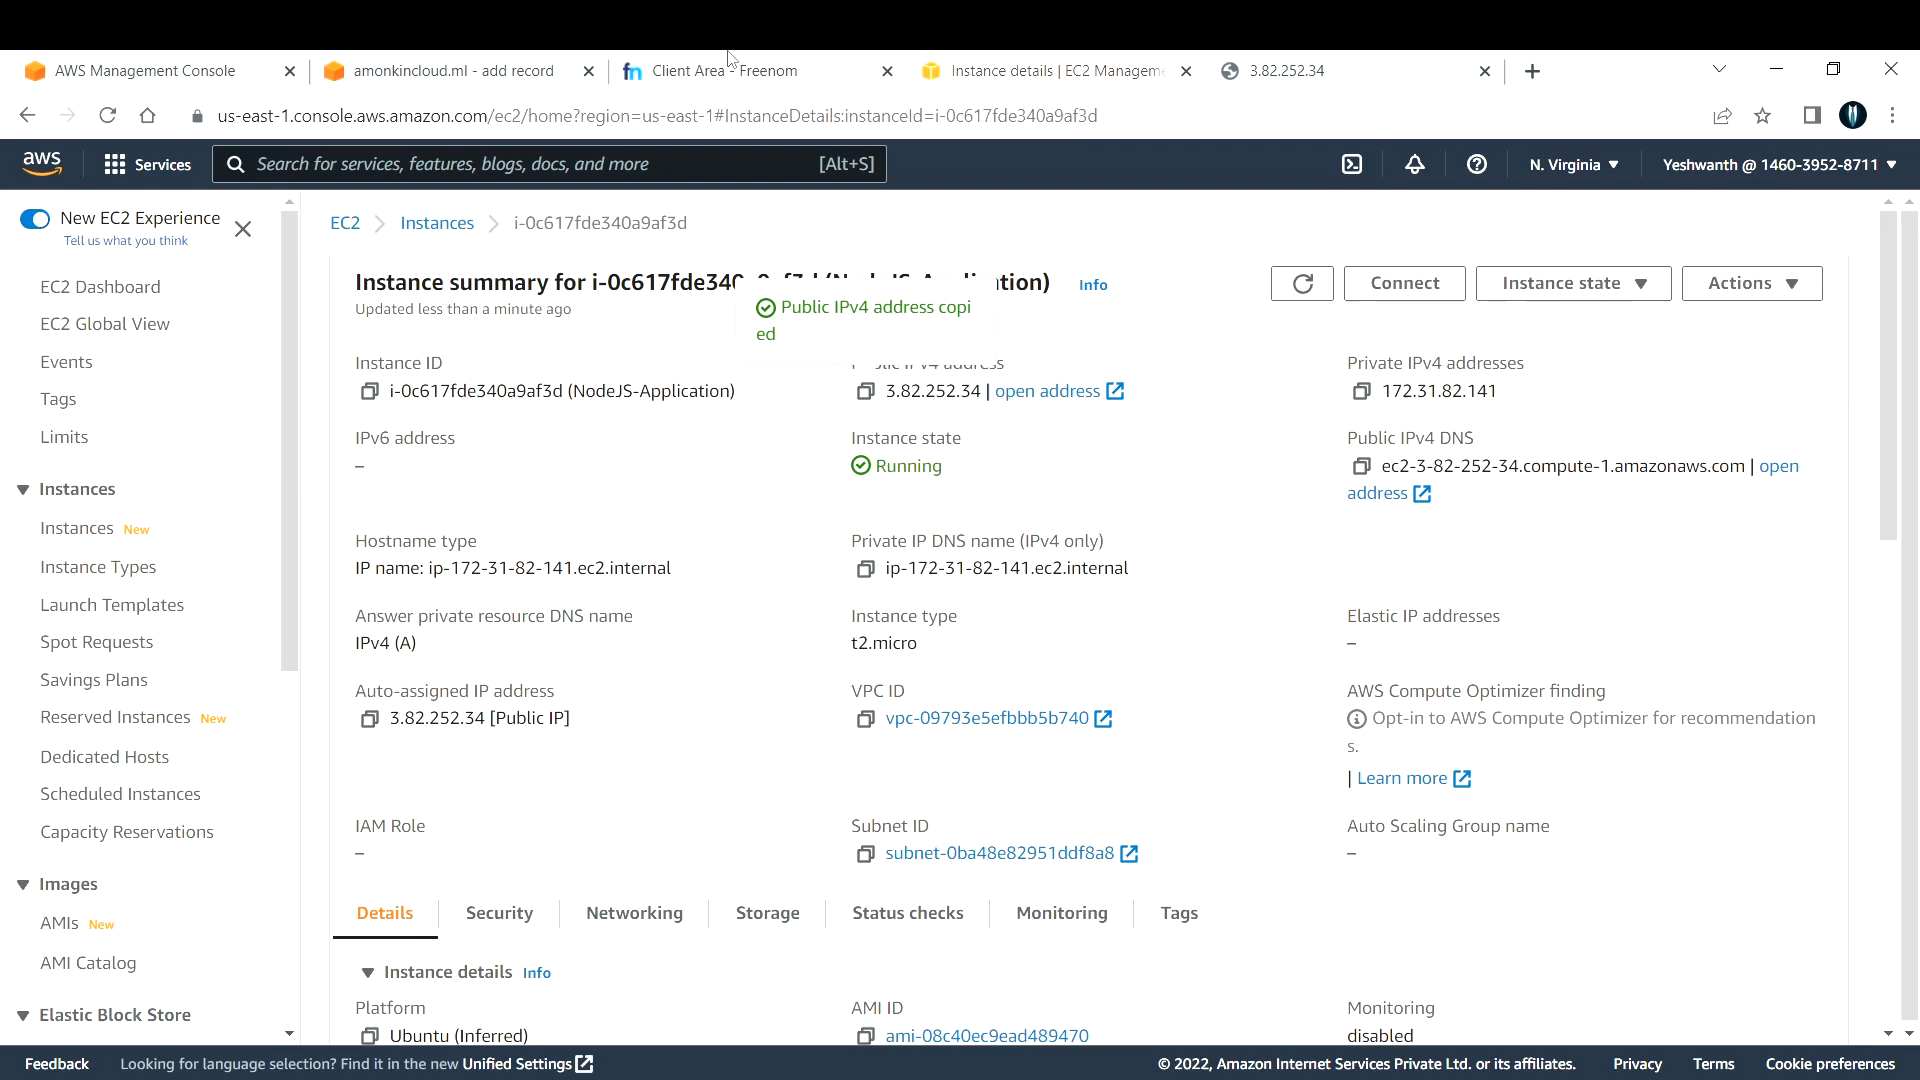 AWS Management Console
amonkincloud.ml - add record
fn Client Area - Freenom
Instance details | EC2 Manageme
3.82.252.34
us-east-1.console.aws.amazon.com/ec2/home?region=us-east-1#InstanceDetails:instanceId=i-0c617fde340a9af3d
aws
Services
Search for services, features, blogs, docs, and more [Alt+S]
N. Virginia
Yeshwanth @ 1460-3952-8711
New EC2 Experience
Tell us what you think
EC2 Dashboard
EC2 Global View
Events
Tags
Limits
Instances
Instances New
Instance Types
Launch Templates
Spot Requests
Savings Plans
Reserved Instances New
Dedicated Hosts
Scheduled Instances
Capacity Reservations
Images
AMIs New
AMI Catalog
Elastic Block Store
EC2
Instances
i-0c617fde340a9af3d
Instance summary for
Info
Updated less than a minute ago
Public IPv4 address copi
ed
Connect
Instance state
Actions
Instance ID
i-0c617fde340a9af3d (NodeJS-Application)
3.82.252.34 | open address
Private IPv4 addresses
172.31.82.141
IPv6 address
–
Instance state
Running
Public IPv4 DNS
ec2-3-82-252-34.compute-1.amazonaws.com | open
address
Hostname type
IP name: ip-172-31-82-141.ec2.internal
Private IP DNS name (IPv4 only)
ip-172-31-82-141.ec2.internal
Answer private resource DNS name
IPv4 (A)
Instance type
t2.micro
Elastic IP addresses
–
Auto-assigned IP address
3.82.252.34 [Public IP]
VPC ID
vpc-09793e5efbbb5b740
AWS Compute Optimizer finding
Opt-in to AWS Compute Optimizer for recommendation
s.
| Learn more
IAM Role
–
Subnet ID
subnet-0ba48e82951ddf8a8
Auto Scaling Group name
–
Details
Security
Networking
Storage
Status checks
Monitoring
Tags
Instance details Info
Platform
Ubuntu (Inferred)
AMI ID
ami-08c40ec9ead489470
Monitoring
disabled
Feedback
Looking for language selection? Find it in the new Unified Settings
© 2022, Amazon Internet Services Private Ltd. or its affiliates.
Privacy
Terms
Cookie preferences